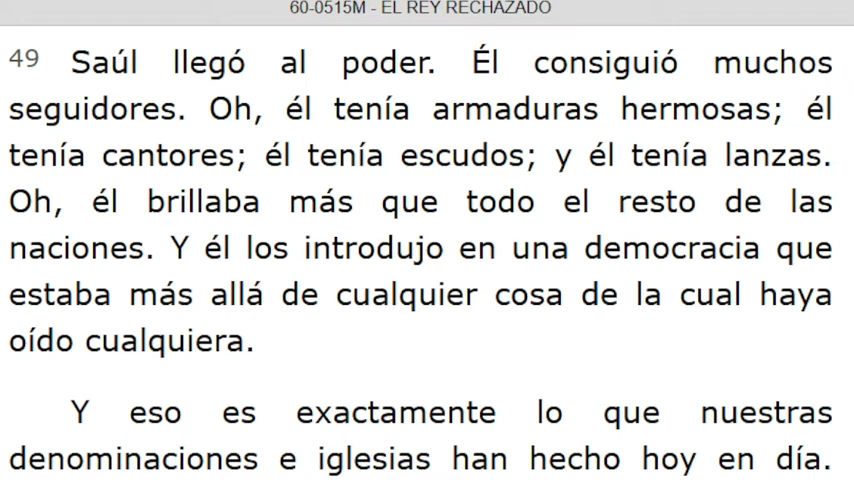 60-0515M - EL REY RECHAZADO
49 Saúl llegó al poder. Él consiguió muchos
seguidores. Oh, él tenía armaduras hermosas; él
tenía cantores; él tenía escudos; y él tenía lanzas.
Oh, él brillaba más que todo el resto de las
naciones. Y él los introdujo en una democracia que
estaba más allá de cualquier cosa de la cual haya
oído cualquiera.
Y eso es exactamente lo que nuestras
denominaciones e iglesias han hecho hoy en día.